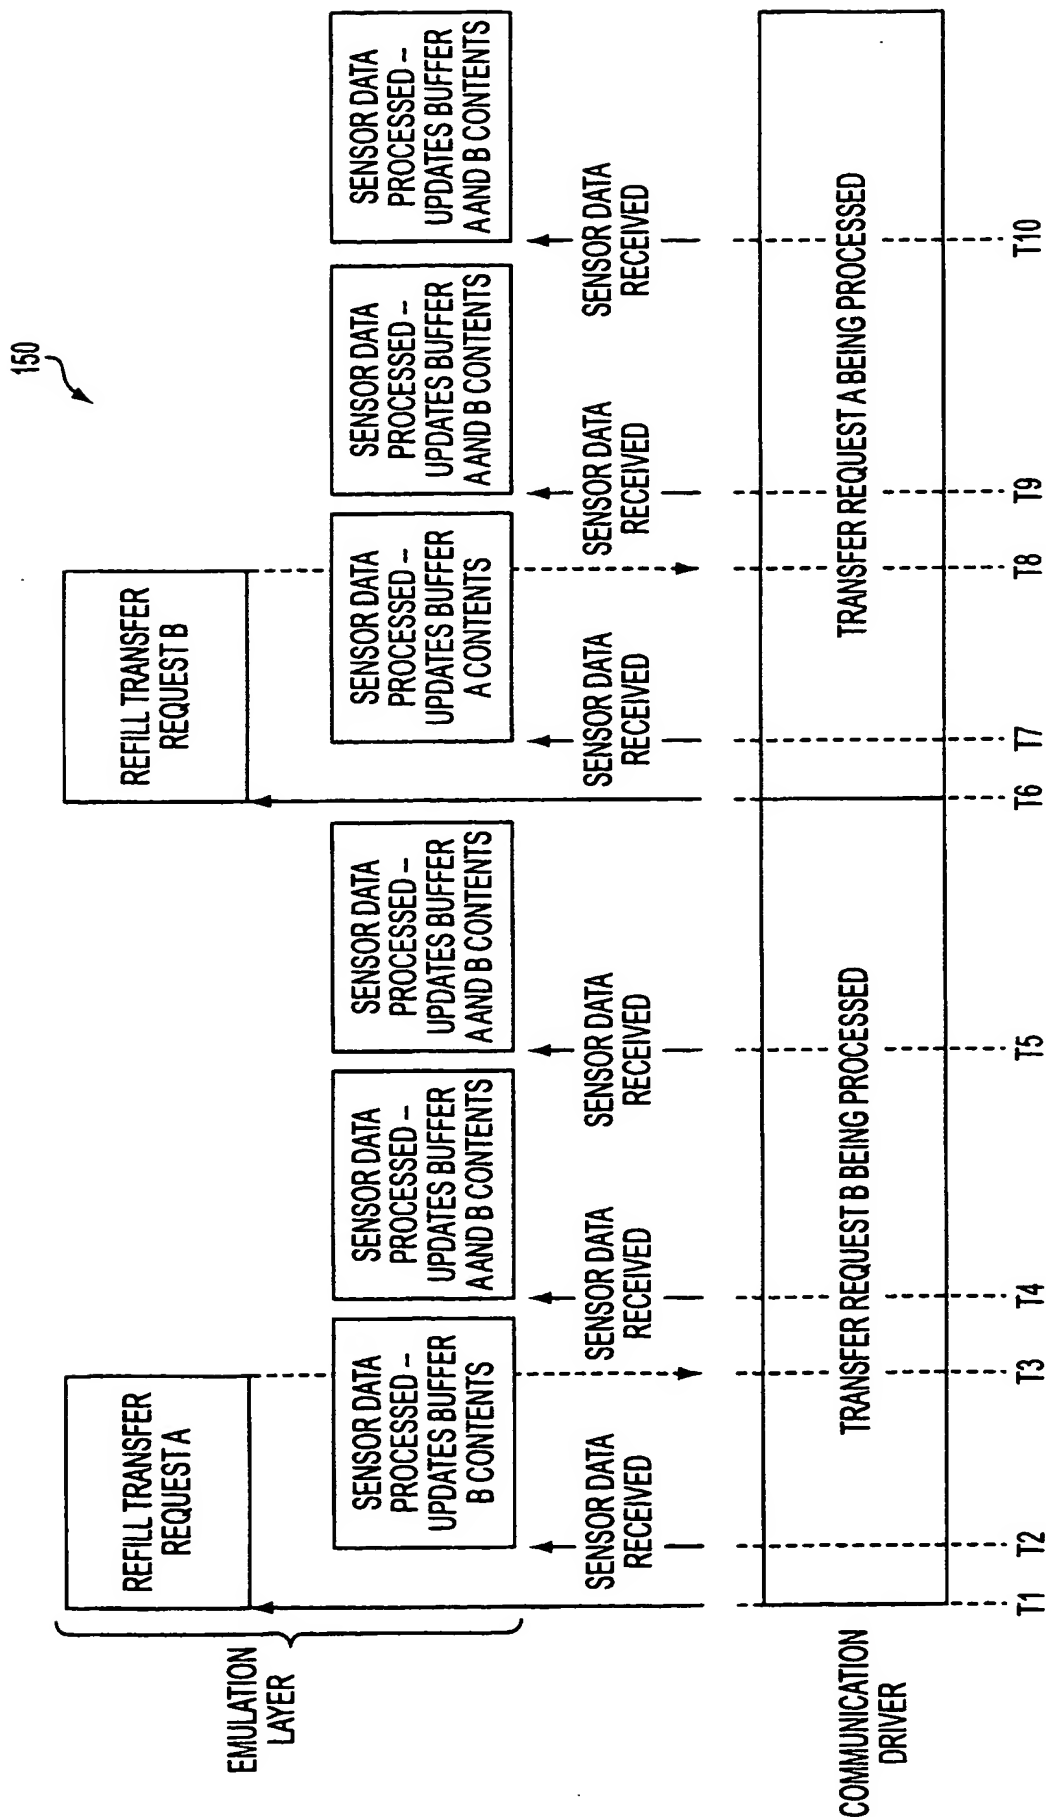 150
EMULATION
LAYER
REFILL TRANSFER
REQUEST A
REFILL TRANSFER
REQUEST B
SENSOR DATA
PROCESSED –
UPDATES BUFFER
B CONTENTS
SENSOR DATA
PROCESSED –
UPDATES BUFFER
A AND B CONTENTS
SENSOR DATA
PROCESSED –
UPDATES BUFFER
A AND B CONTENTS
SENSOR DATA
PROCESSED –
UPDATES BUFFER
A CONTENTS
SENSOR DATA
PROCESSED –
UPDATES BUFFER
A AND B CONTENTS
SENSOR DATA
PROCESSED –
UPDATES BUFFER
A AND B CONTENTS
SENSOR DATA
RECEIVED
SENSOR DATA
RECEIVED
SENSOR DATA
RECEIVED
SENSOR DATA
RECEIVED
SENSOR DATA
RECEIVED
SENSOR DATA
RECEIVED
COMMUNICATION
DRIVER
TRANSFER REQUEST B BEING PROCESSED
TRANSFER REQUEST A BEING PROCESSED
T1
T2
T3
T4
T5
T6
T7
T8
T9
T10